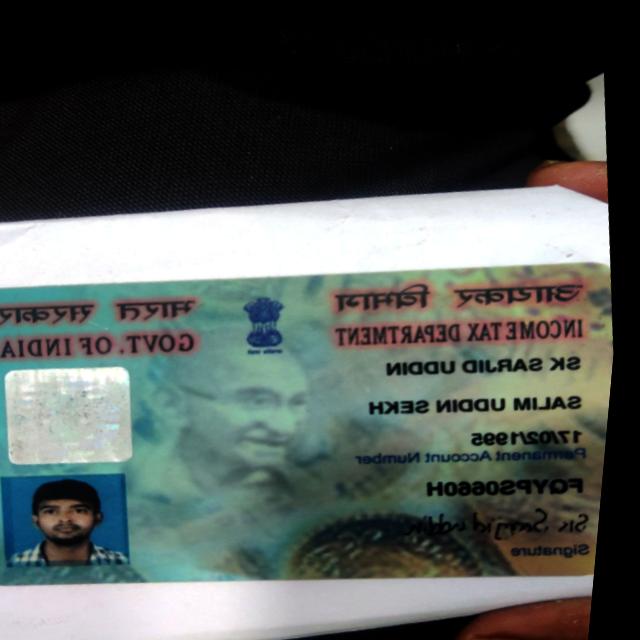 आयकर विभाग
INCOME TAX DEPARTMENT
भारत सरकार
GOVT. OF INDIA
SK SARJID UDDIN
SALIM UDDIN SEKH
17/02/1995
Permanent Account Number
FQYPS0660H
Sk Sarjid uddin
Signature